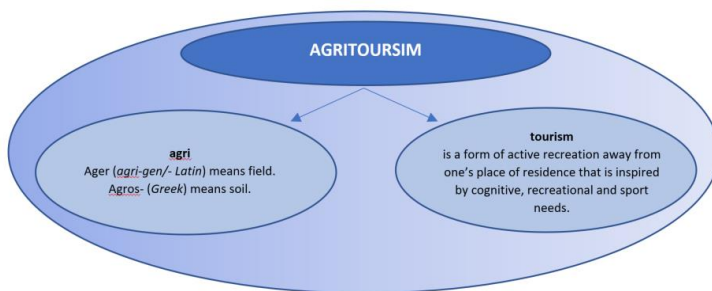 AGRITOURSIM
agri
Ager (agri-gen/- Latin) means field.
Agros- (Greek) means soil.
tourism
is a form of active recreation away from
one's place of residence that is inspired
by cognitive, recreational and sport
needs.